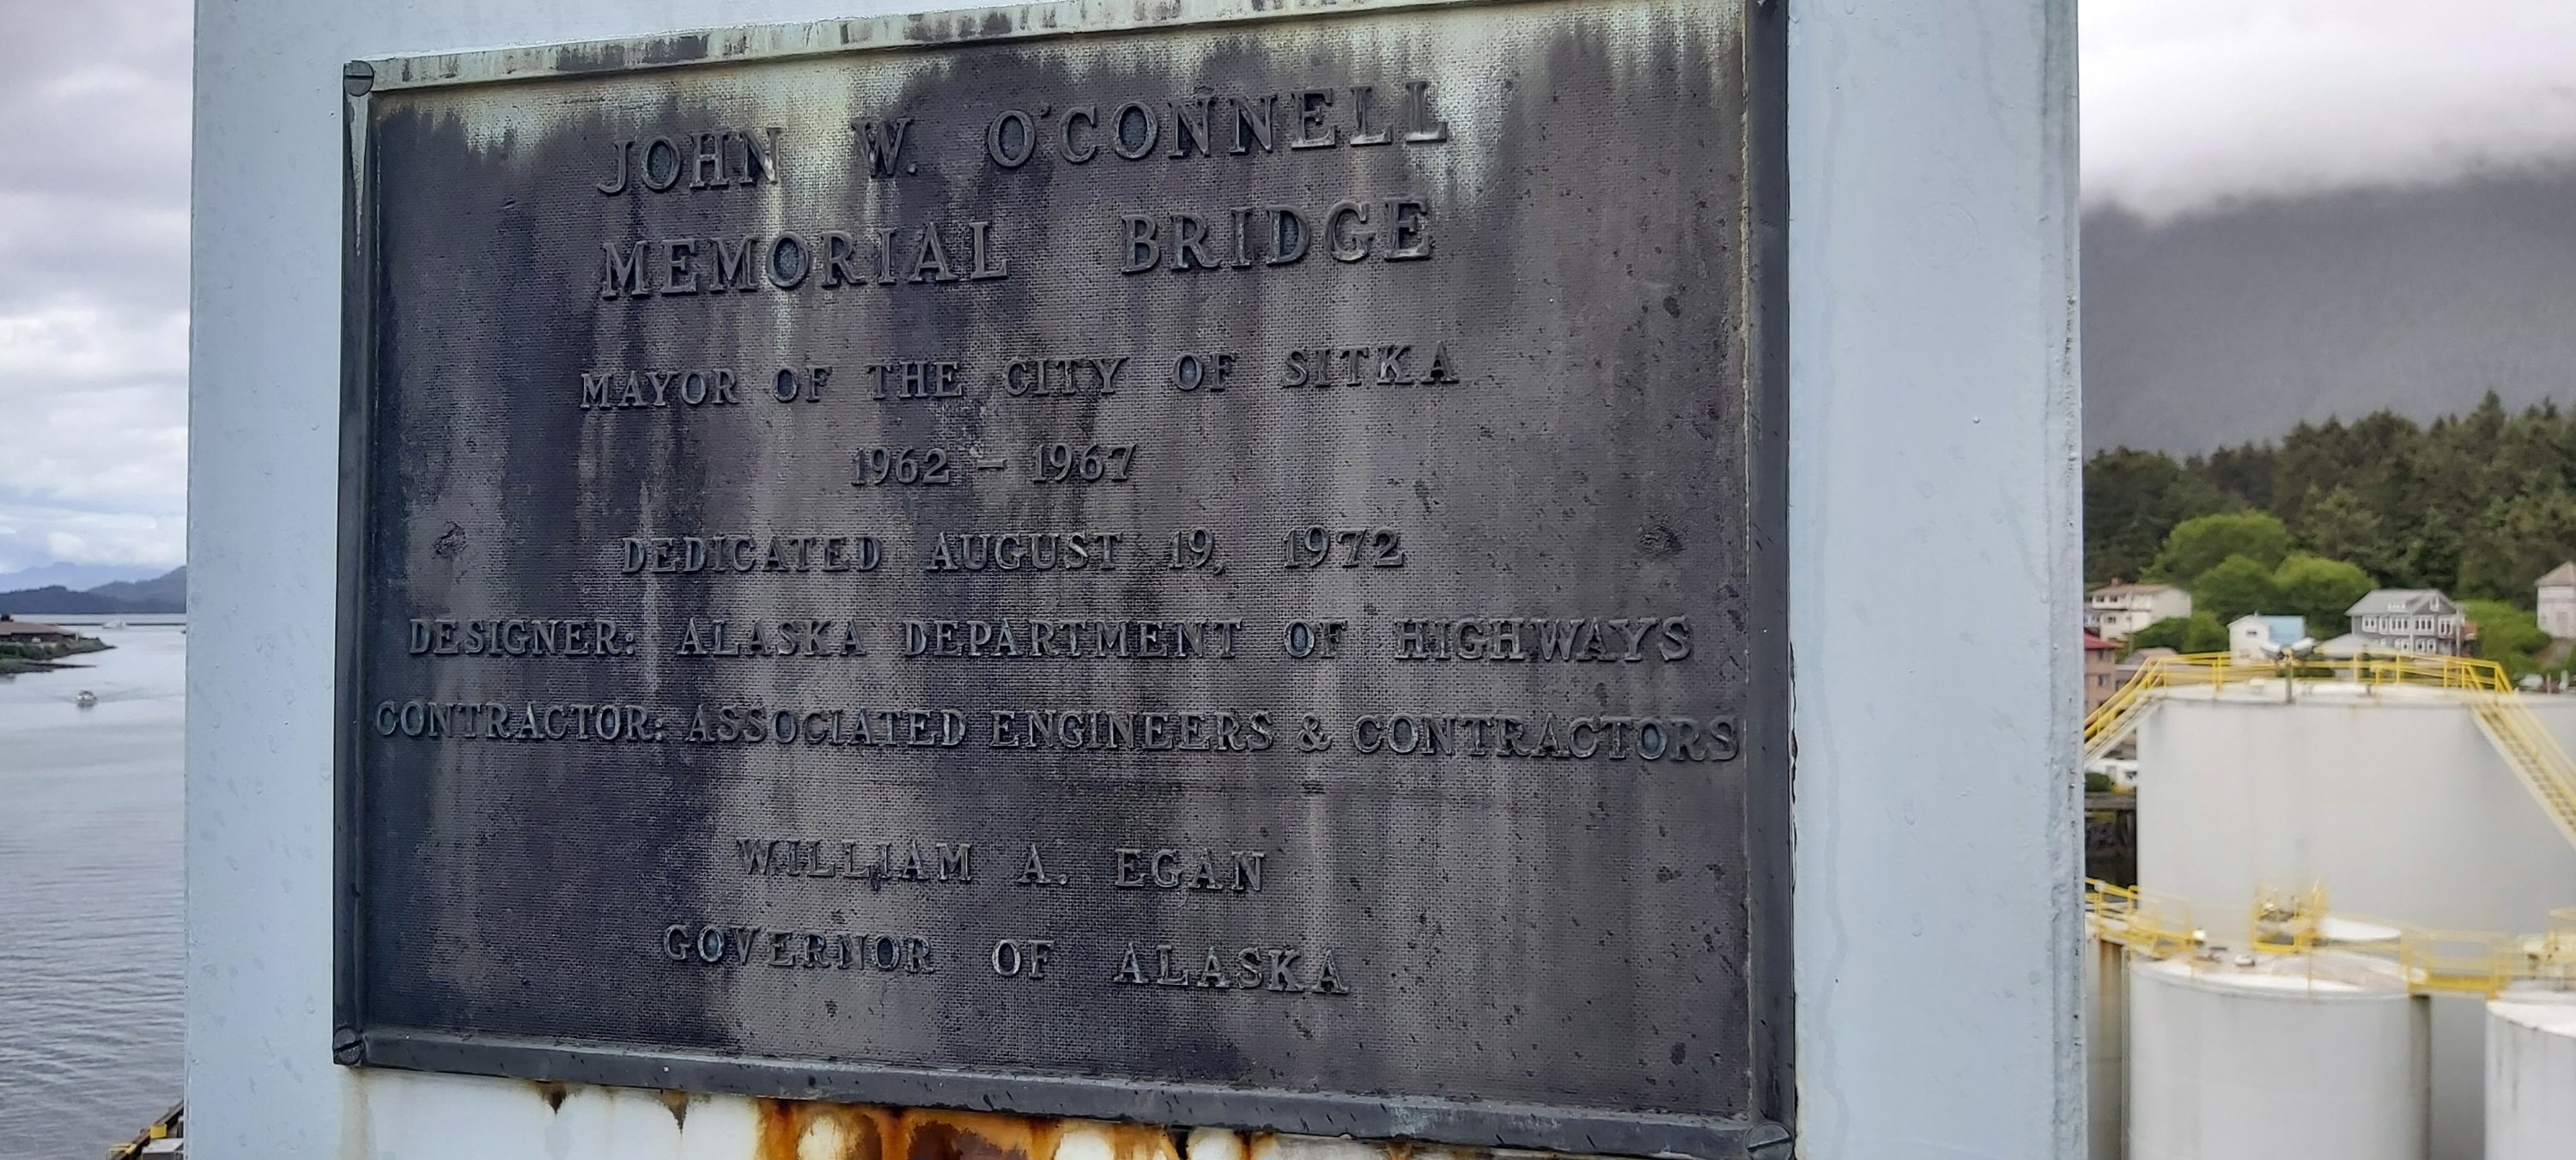 JOHN W. O'CONNELL
MEMORIAL BRIDGE
MAYOR OF THE CITY OF SITKA
1962 - 1967
DEDICATED AUGUST 19, 1972
DESIGNER: ALASKA DEPARTMENT OF HIGHWAYS
CONTRACTOR: ASSOCIATED ENGINEERS & CONTRACTORS
WILLIAM A. EGAN
GOVERNOR OF ALASKA